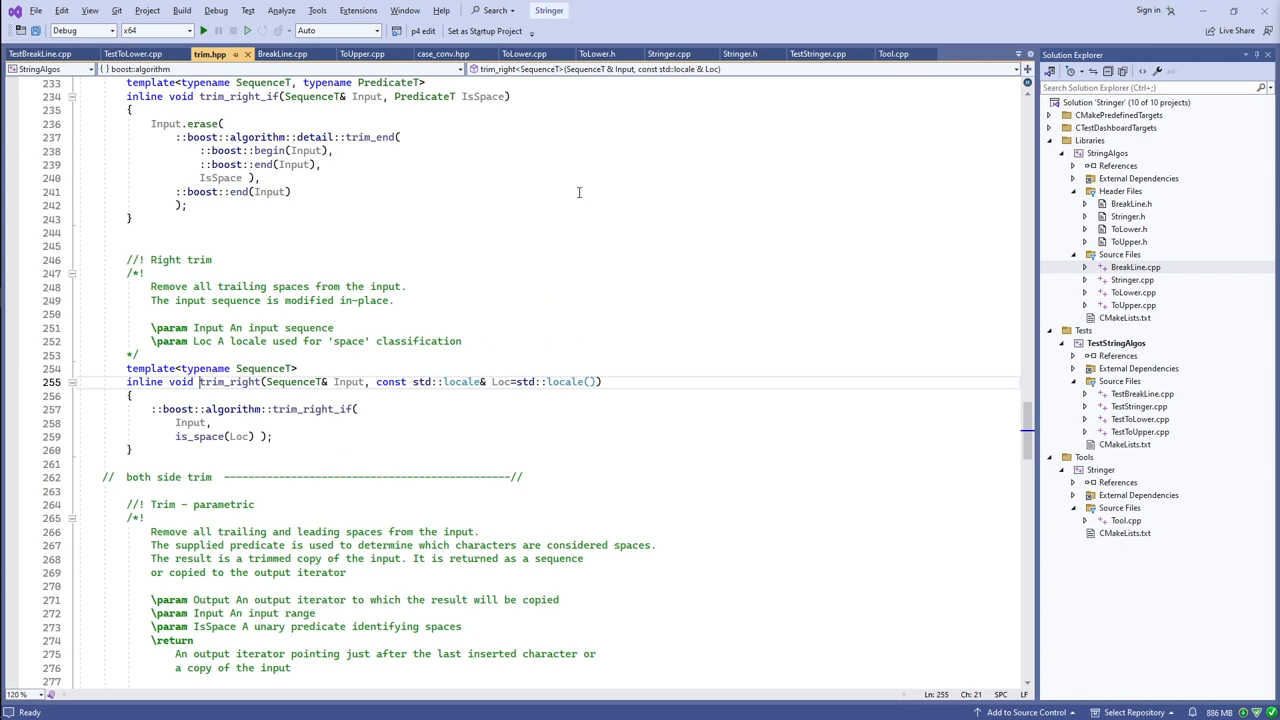 File Edit View Git Project Build Debug Test Analyze Tools Extensions Window Help Search Stringer Sign in
Debug x64 Auto p4 edit Set as Startup Project Live Share
TestBreakLine.cpp TestToLower.cpp trim.hpp BreakLine.cpp ToUpper.cpp case_conv.hpp ToLower.cpp ToLower.h Stringer.cpp Stringer.h TestStringer.cpp Tool.cpp
StringAlgos boost::algorithm trim_right<SequenceT>(SequenceT & Input, const std::locale & Loc)
233 template<typename SequenceT, typename PredicateT>
234 inline void trim_right_if(SequenceT& Input, PredicateT IsSpace)
235 {
236 Input.erase(
237 ::boost::algorithm::detail::trim_end(
238 ::boost::begin(Input),
239 ::boost::end(Input),
240 IsSpace ),
241 ::boost::end(Input)
242 );
243 }
244
245
246 //! Right trim
247 /*!
248 Remove all trailing spaces from the input.
249 The input sequence is modified in-place.
250
251 \param Input An input sequence
252 \param Loc A locale used for 'space' classification
253 */
254 template<typename SequenceT>
255 inline void trim_right(SequenceT& Input, const std::locale& Loc=std::locale())
256 {
257 ::boost::algorithm::trim_right_if(
258 Input,
259 is_space(Loc) );
260 }
261
262 // both side trim -----------------------------------------------//
263
264 //! Trim - parametric
265 /*!
266 Remove all trailing and leading spaces from the input.
267 The supplied predicate is used to determine which characters are considered spaces.
268 The result is a trimmed copy of the input. It is returned as a sequence
269 or copied to the output iterator
270
271 \param Output An output iterator to which the result will be copied
272 \param Input An input range
273 \param IsSpace A unary predicate identifying spaces
274 \return
275 An output iterator pointing just after the last inserted character or
276 a copy of the input
277
120 % Ln: 255 Ch: 21 SPC LF
Solution Explorer
Search Solution Explorer (Ctrl+;)
Solution 'Stringer' (10 of 10 projects)
CMakePredefinedTargets
CTestDashboardTargets
Libraries
StringAlgos
References
External Dependencies
Header Files
BreakLine.h
Stringer.h
ToLower.h
ToUpper.h
Source Files
BreakLine.cpp
Stringer.cpp
ToLower.cpp
ToUpper.cpp
CMakeLists.txt
Tests
TestStringAlgos
References
External Dependencies
Source Files
TestBreakLine.cpp
TestStringer.cpp
TestToLower.cpp
TestToUpper.cpp
CMakeLists.txt
Tools
Stringer
References
External Dependencies
Source Files
Tool.cpp
CMakeLists.txt
Ready Add to Source Control Select Repository 886 MB